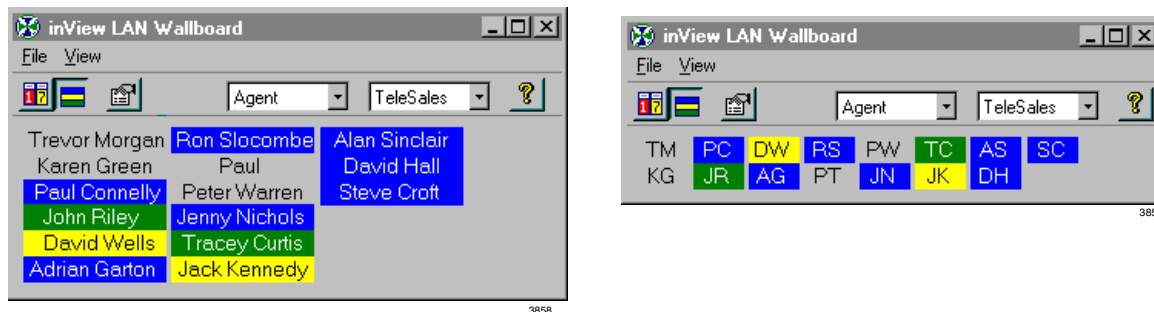 inView LAN Wallboard
File View
17 Agent TeleSales ?
Trevor Morgan Ron Slocombe Alan Sinclair
Karen Green Paul David Hall
Paul Connelly Peter Warren Steve Croft
John Riley Jenny Nichols
David Wells Tracey Curtis
Adrian Garton Jack Kennedy
3858
inView LAN Wallboard
File View
17 Agent TeleSales ?
TM PC DW RS PW TC AS SC
KG JR AG PT JN JK DH
385